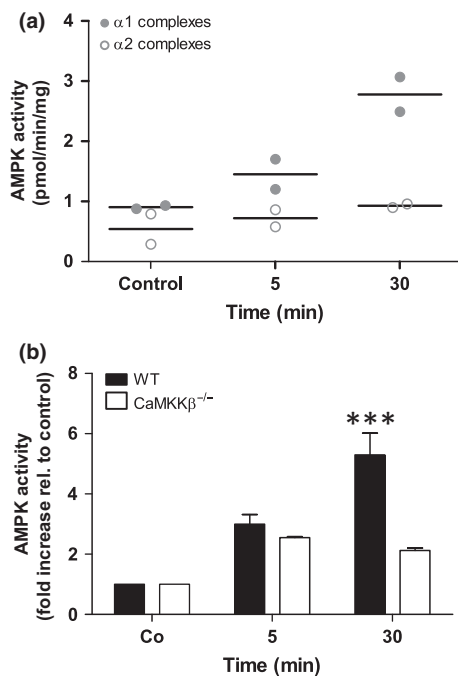 (a)
α1 complexes
α2 complexes
AMPK activity
(pmol/min/mg)
4
3
2
1
0
Control 5 30
Time (min)
(b)
WT
CaMKKβ−/−
AMPK activity
(fold increase rel. to control)
8
6
4
2
0
***
Co 5 30
Time (min)